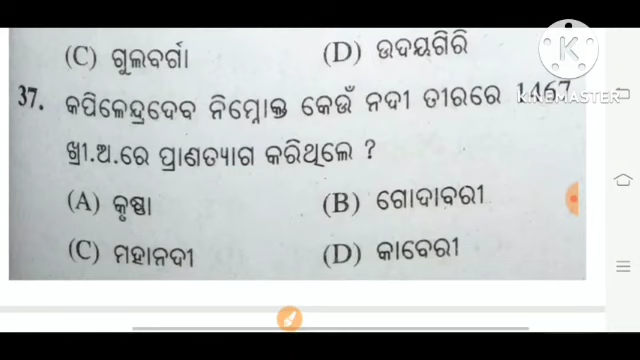 (C) ଗୁଲବର୍ଗା (D) ଉଦୟଗିରି
37. କପିଳେନ୍ଦ୍ରଦେବ ନିମ୍ନୋକ୍ତ କେଉଁ ନଦୀ ତୀରରେ 1467
ଖ୍ରୀ.ଅ.ରେ ପ୍ରାଣତ୍ୟାଗ କରିଥିଲେ ?
(A) କୃଷ୍ଣା (B) ଗୋଦାବରୀ
(C) ମହାନଦୀ (D) କାବେରୀ
K
KINEMASTER